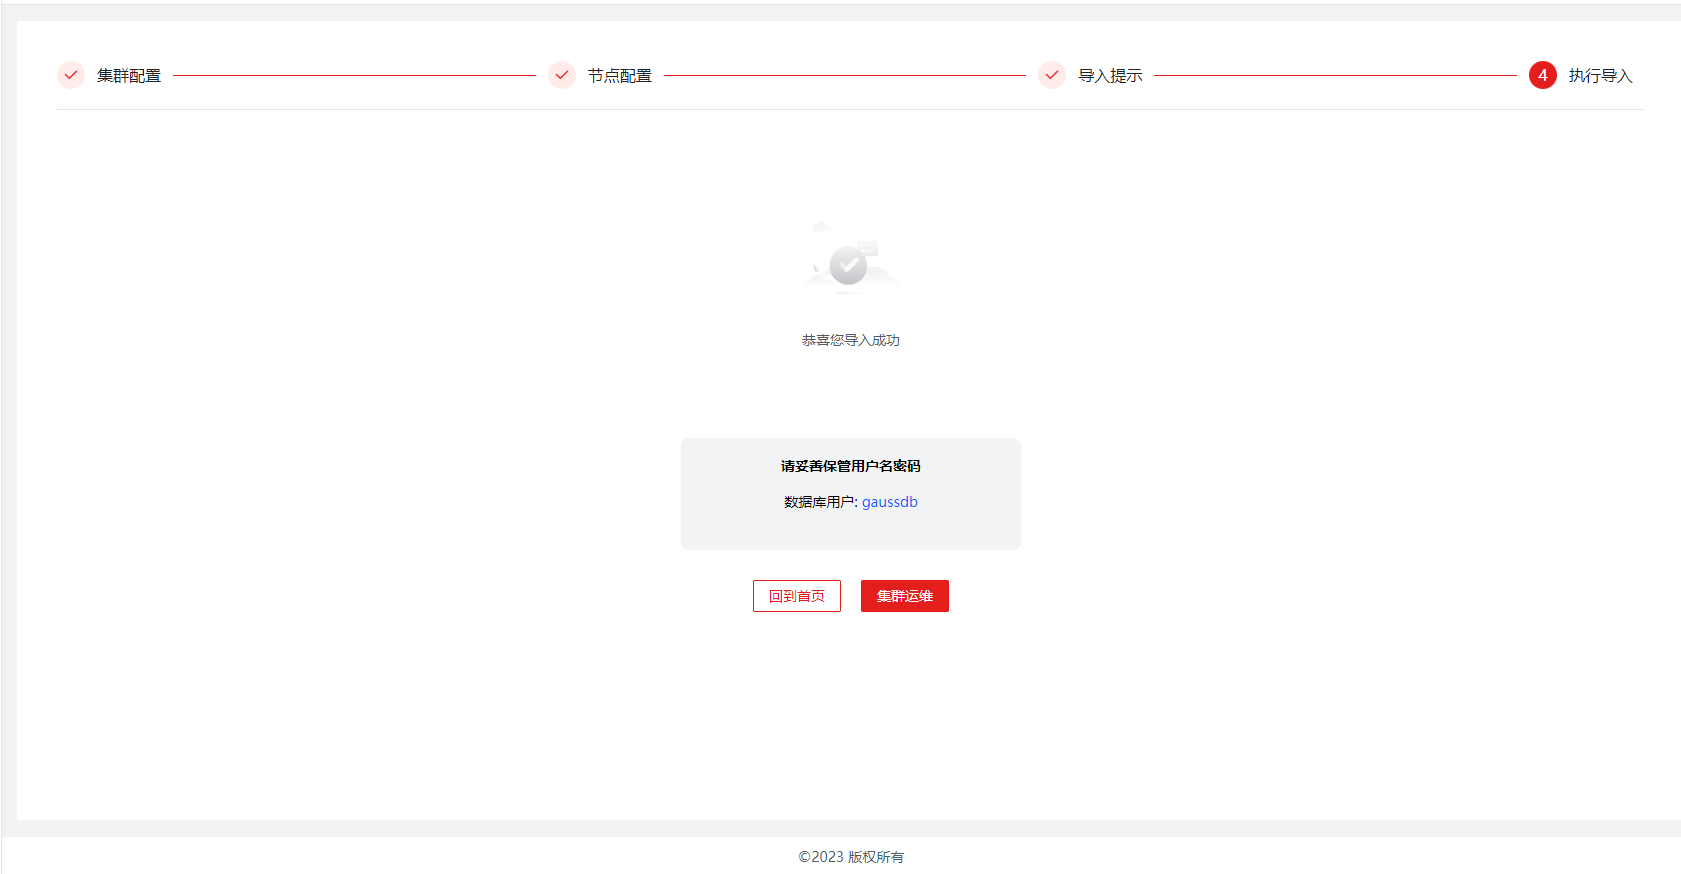 集群配置
节点配置
导入提示
4 执行导入
恭喜您导入成功
请妥善保管用户名密码
数据库用户: gaussdb
回到首页
集群运维
©2023 版权所有